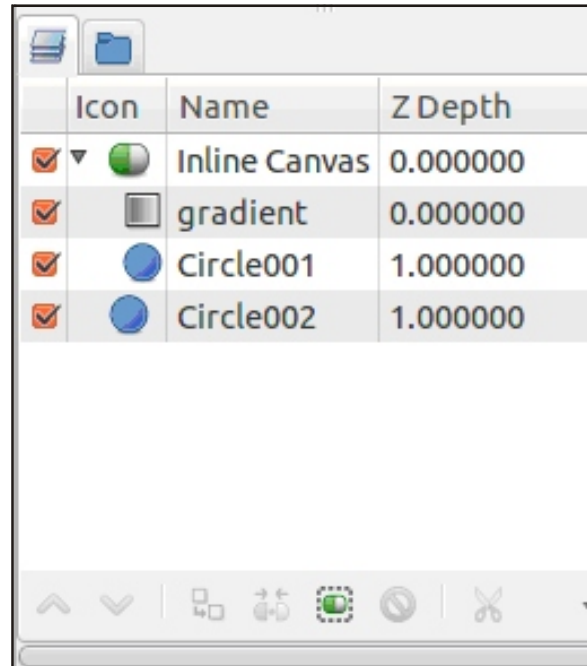 Icon Name Z Depth
Inline Canvas 0.000000
gradient 0.000000
Circle001 1.000000
Circle002 1.000000